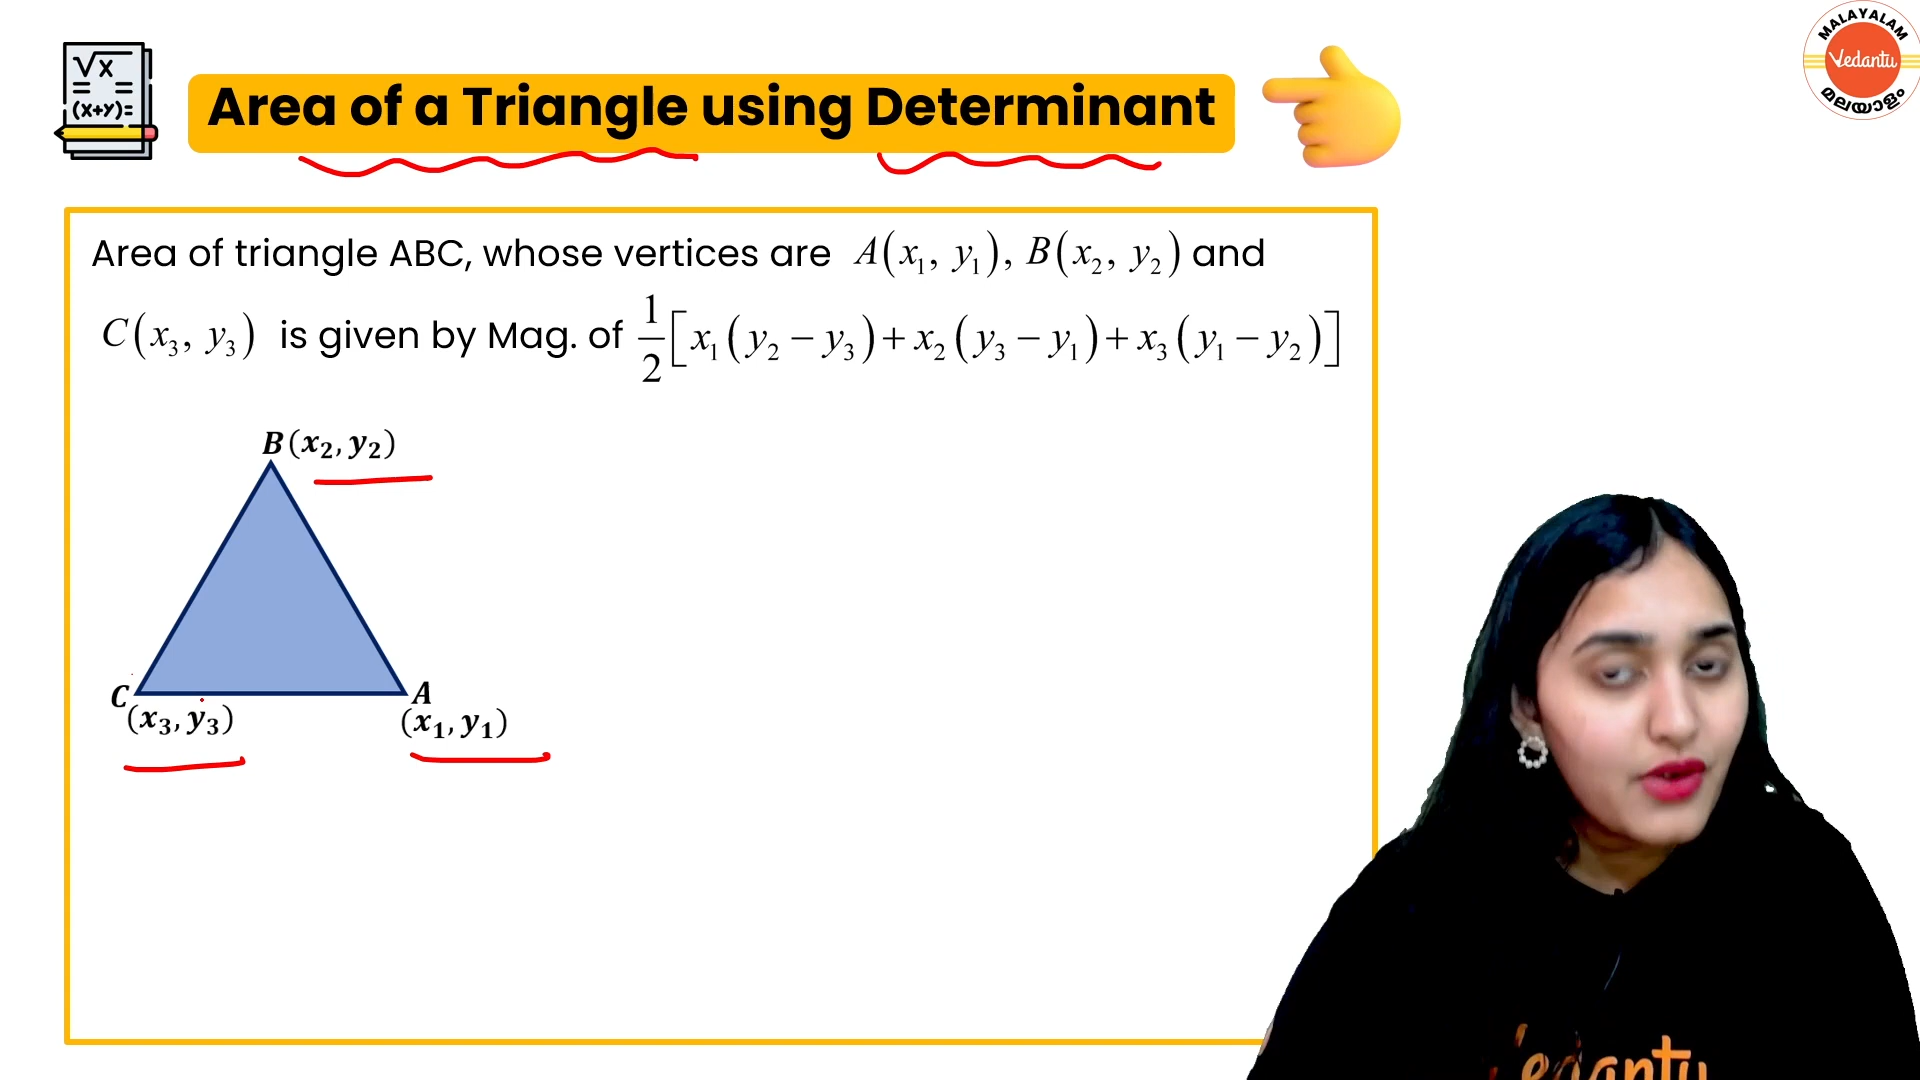 √x
(x+y)=
Area of a Triangle using Determinant
MALAYALAM
Vedantu
മലയാളം
Area of triangle ABC, whose vertices are A(x₁, y₁), B(x₂, y₂) and
C(x₃, y₃) is given by Mag. of 1/2 [x₁(y₂ − y₃) + x₂(y₃ − y₁) + x₃(y₁ − y₂)]
B(x₂, y₂)
C
A
(x₃, y₃)
(x₁, y₁)
Vedantu